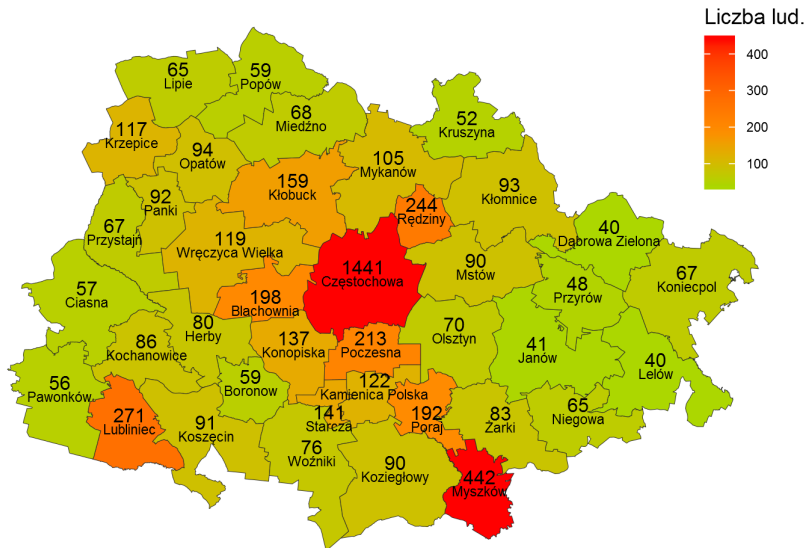 Liczba lud.
400
300
200
100
65
Lipie
59
Popów
68
Miedźno
52
Kruszyna
117
Krzepice
94
Opatów
105
Mykanów
159
Kłobuck
93
Kłomnice
92
Panki
244
Rędziny
67
Przystajń
119
Wręczyca Wielka
40
Dąbrowa Zielona
1441
Częstochowa
90
Mstów
67
Koniecpol
57
Ciasna
198
Blachownia
48
Przyrów
80
Herby
86
Kochanowice
137
Konopiska
213
Poczesna
70
Olsztyn
41
Janów
40
Lelów
56
Pawonków
59
Boronow
122
Kamienica Polska
271
Lubliniec
91
Koszęcin
141
Starcza
192
Poraj
83
Żarki
65
Niegowa
76
Woźniki
90
Koziegłowy
442
Myszków